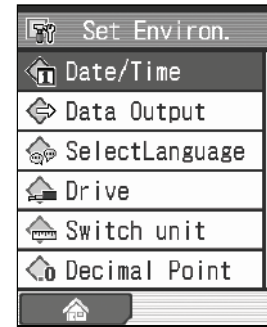 Set Environ.
Date/Time
Data Output
SelectLanguage
Drive
Switch unit
Decimal Point